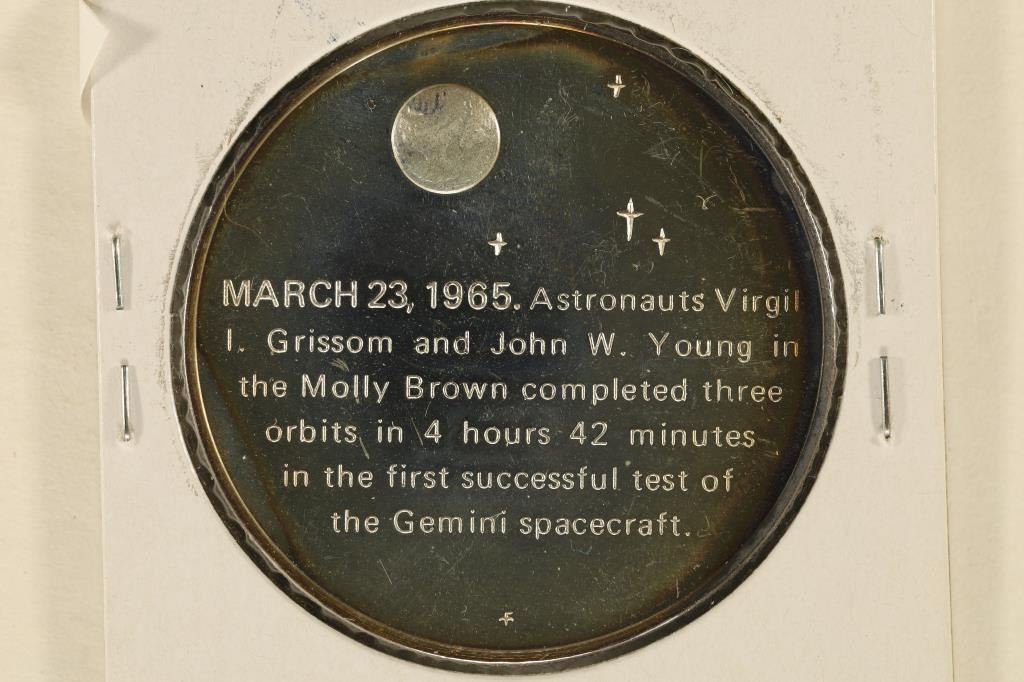 MARCH 23, 1965. Astronauts Virgil
I. Grissom and John W. Young in
the Molly Brown completed three
orbits in 4 hours 42 minutes
in the first successful test of
the Gemini spacecraft.